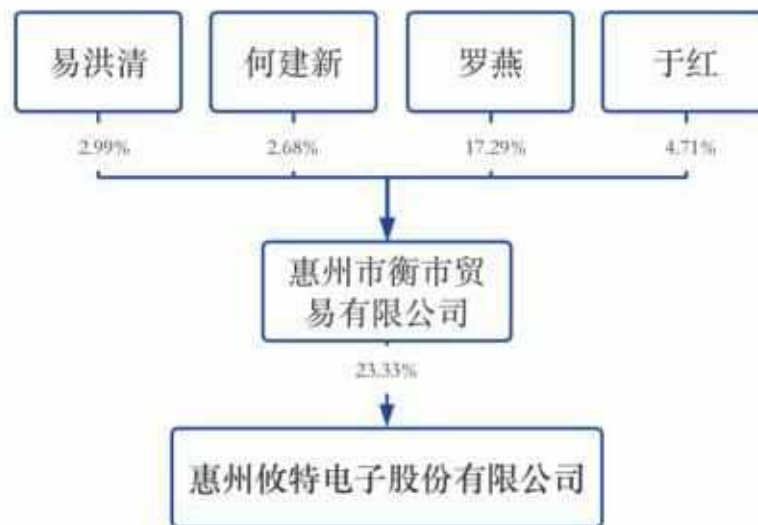 易洪清
何建新
罗燕
于红
2.99%
2.68%
17.29%
4.71%
惠州市衡市贸
易有限公司
23.33%
惠州攸特电子股份有限公司